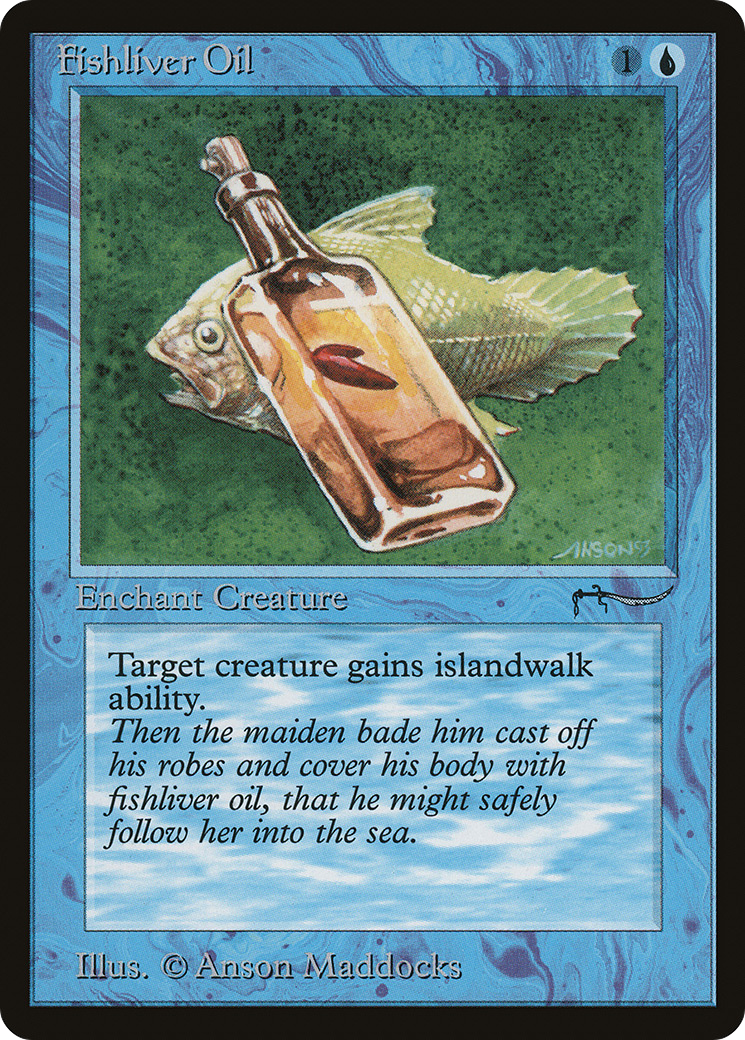 Fishliver Oil 1
ANSON 93
Enchant Creature
Target creature gains islandwalk
ability.
Then the maiden bade him cast off
his robes and cover his body with
fishliver oil, that he might safely
follow her into the sea.
Illus. © Anson Maddocks